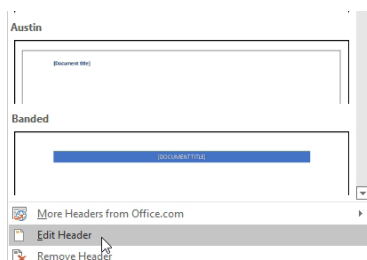 Austin
[Document title]
Banded
[DOCUMENT TITLE]
More Headers from Office.com
Edit Header
Remove Header